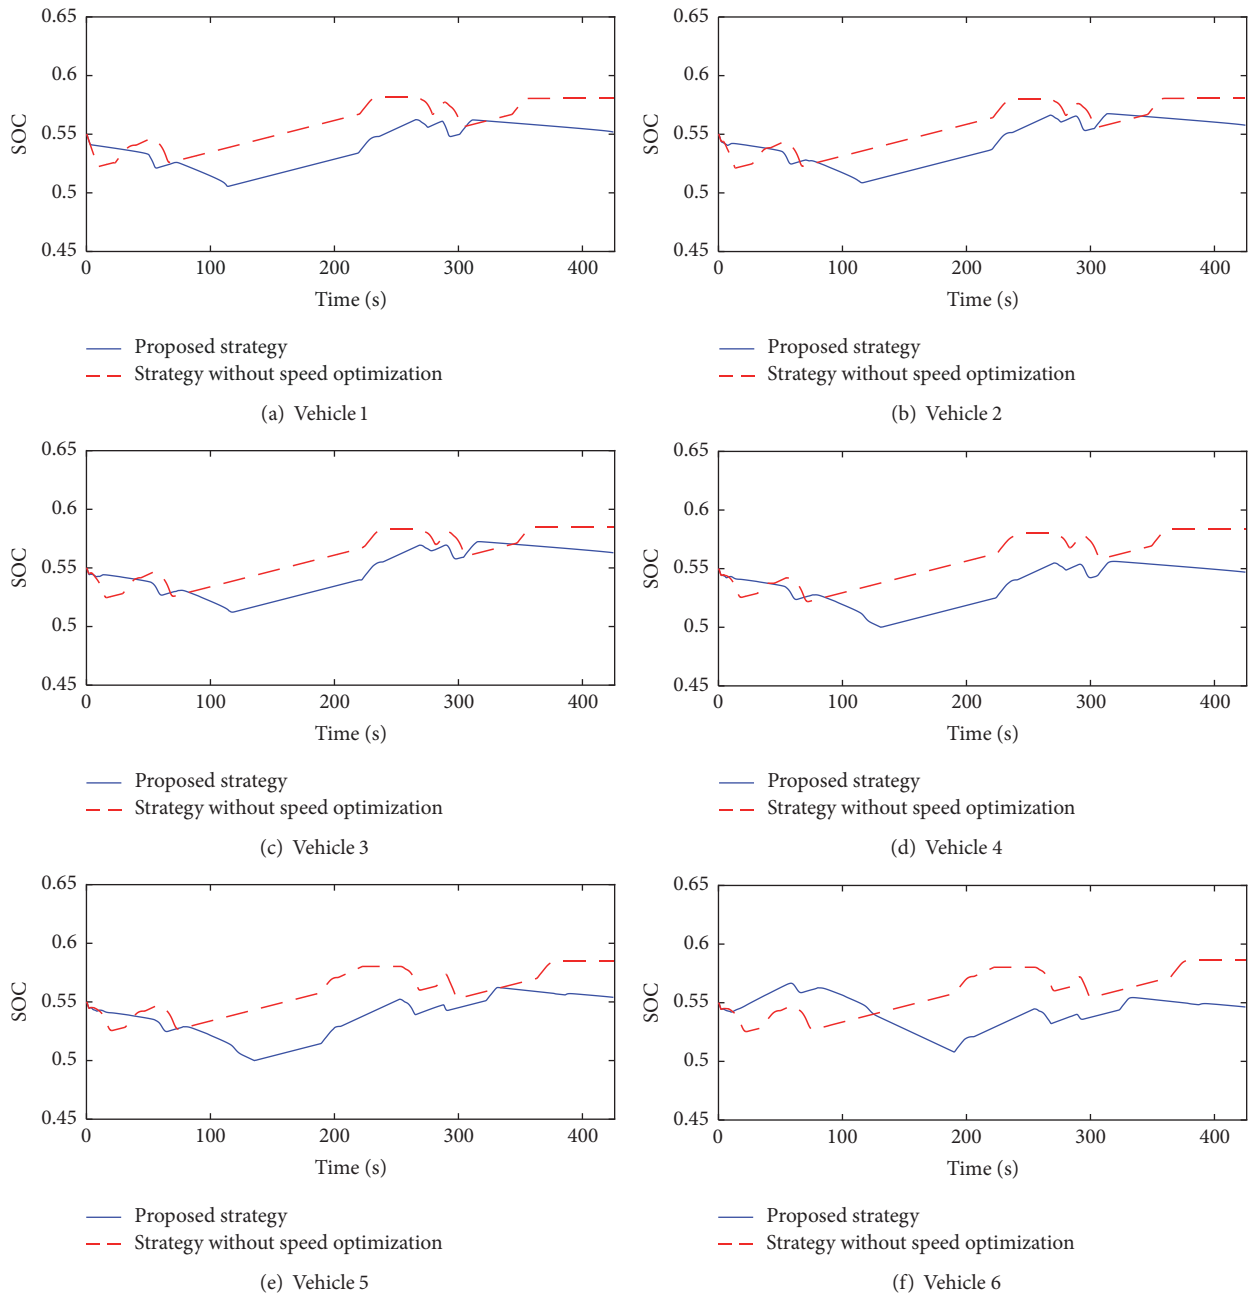 0.65
0.6
0.55
0.5
0.45
SOC
0 100 200 300 400
Time (s)
Proposed strategy
Strategy without speed optimization
(a) Vehicle 1
0.65
0.6
0.55
0.5
0.45
SOC
0 100 200 300 400
Time (s)
Proposed strategy
Strategy without speed optimization
(b) Vehicle 2
0.65
0.6
0.55
0.5
0.45
SOC
0 100 200 300 400
Time (s)
Proposed strategy
Strategy without speed optimization
(c) Vehicle 3
0.65
0.6
0.55
0.5
0.45
SOC
0 100 200 300 400
Time (s)
Proposed strategy
Strategy without speed optimization
(d) Vehicle 4
0.65
0.6
0.55
0.5
0.45
SOC
0 100 200 300 400
Time (s)
Proposed strategy
Strategy without speed optimization
(e) Vehicle 5
0.65
0.6
0.55
0.5
0.45
SOC
0 100 200 300 400
Time (s)
Proposed strategy
Strategy without speed optimization
(f) Vehicle 6